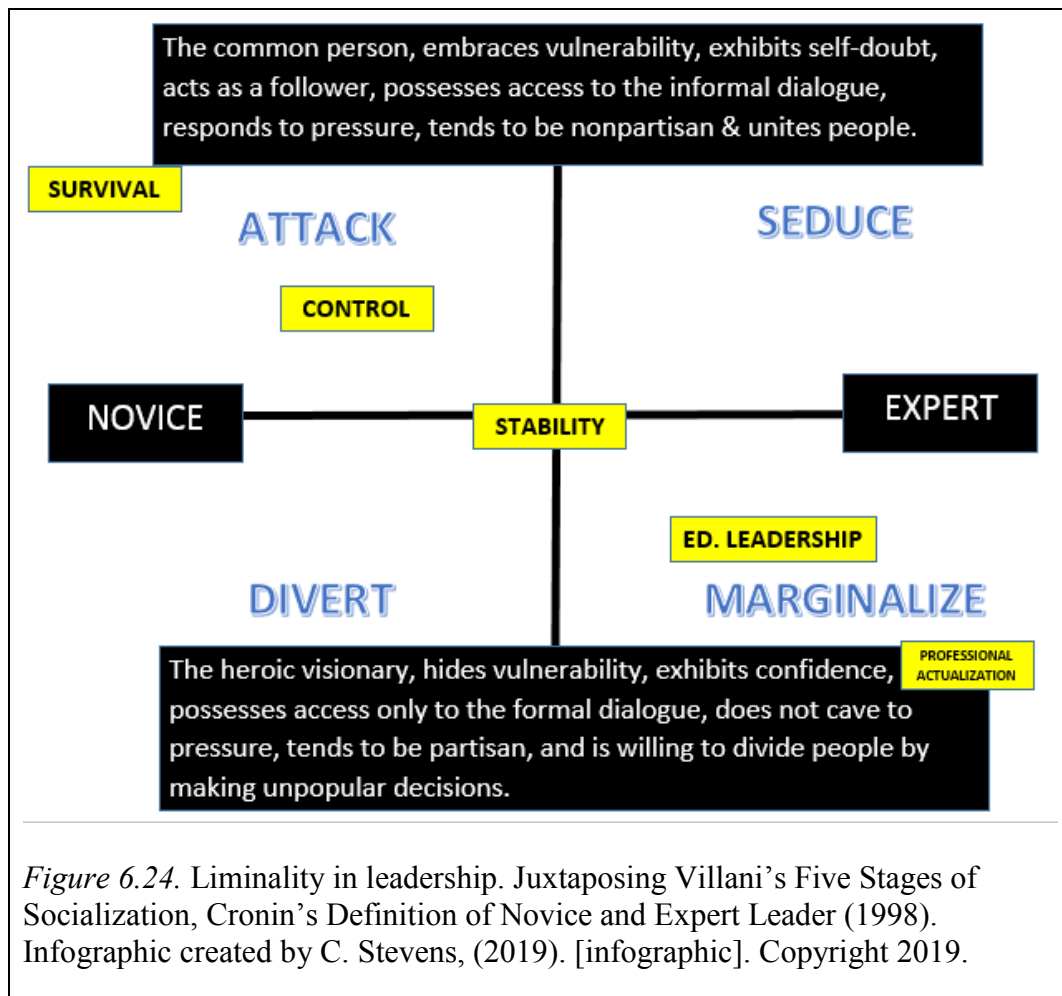 The common person, embraces vulnerability, exhibits self-doubt,
acts as a follower, possesses access to the informal dialogue,
responds to pressure, tends to be nonpartisan & unites people.
SURVIVAL
ATTACK
SEDUCE
CONTROL
NOVICE
STABILITY
EXPERT
ED. LEADERSHIP
DIVERT
MARGINALIZE
The heroic visionary, hides vulnerability, exhibits confidence,
PROFESSIONAL
ACTUALIZATION
possesses access only to the formal dialogue, does not cave to
pressure, tends to be partisan, and is willing to divide people by
making unpopular decisions.
Figure 6.24. Liminality in leadership. Juxtaposing Villani’s Five Stages of
Socialization, Cronin’s Definition of Novice and Expert Leader (1998).
Infographic created by C. Stevens, (2019). [infographic]. Copyright 2019.